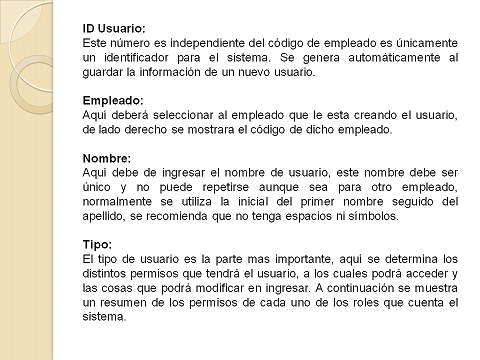 ID Usuario:
Este número es independiente del código de empleado es únicamente
un identificador para el sistema. Se genera automáticamente al
guardar la información de un nuevo usuario.
Empleado:
Aquí deberá seleccionar al empleado que le esta creando el usuario,
de lado derecho se mostrara el código de dicho empleado.
Nombre:
Aqui debe de ingresar el nombre de usuario, este nombre debe ser
único y no puede repetirse aunque sea para otro empleado,
normalmente se utiliza la inicial del primer nombre seguido del
apellido, se recomienda que no tenga espacios ni simbolos.
Tipo:
El tipo de usuario es la parte mas importante, aquí se determina los
distintos permisos que tendrá el usuario, a los cuales podrá acceder y
las cosas que podrá modificar en ingresar. A continuación se muestra
un resumen de los permisos de cada uno de los roles que cuenta el
sistema.